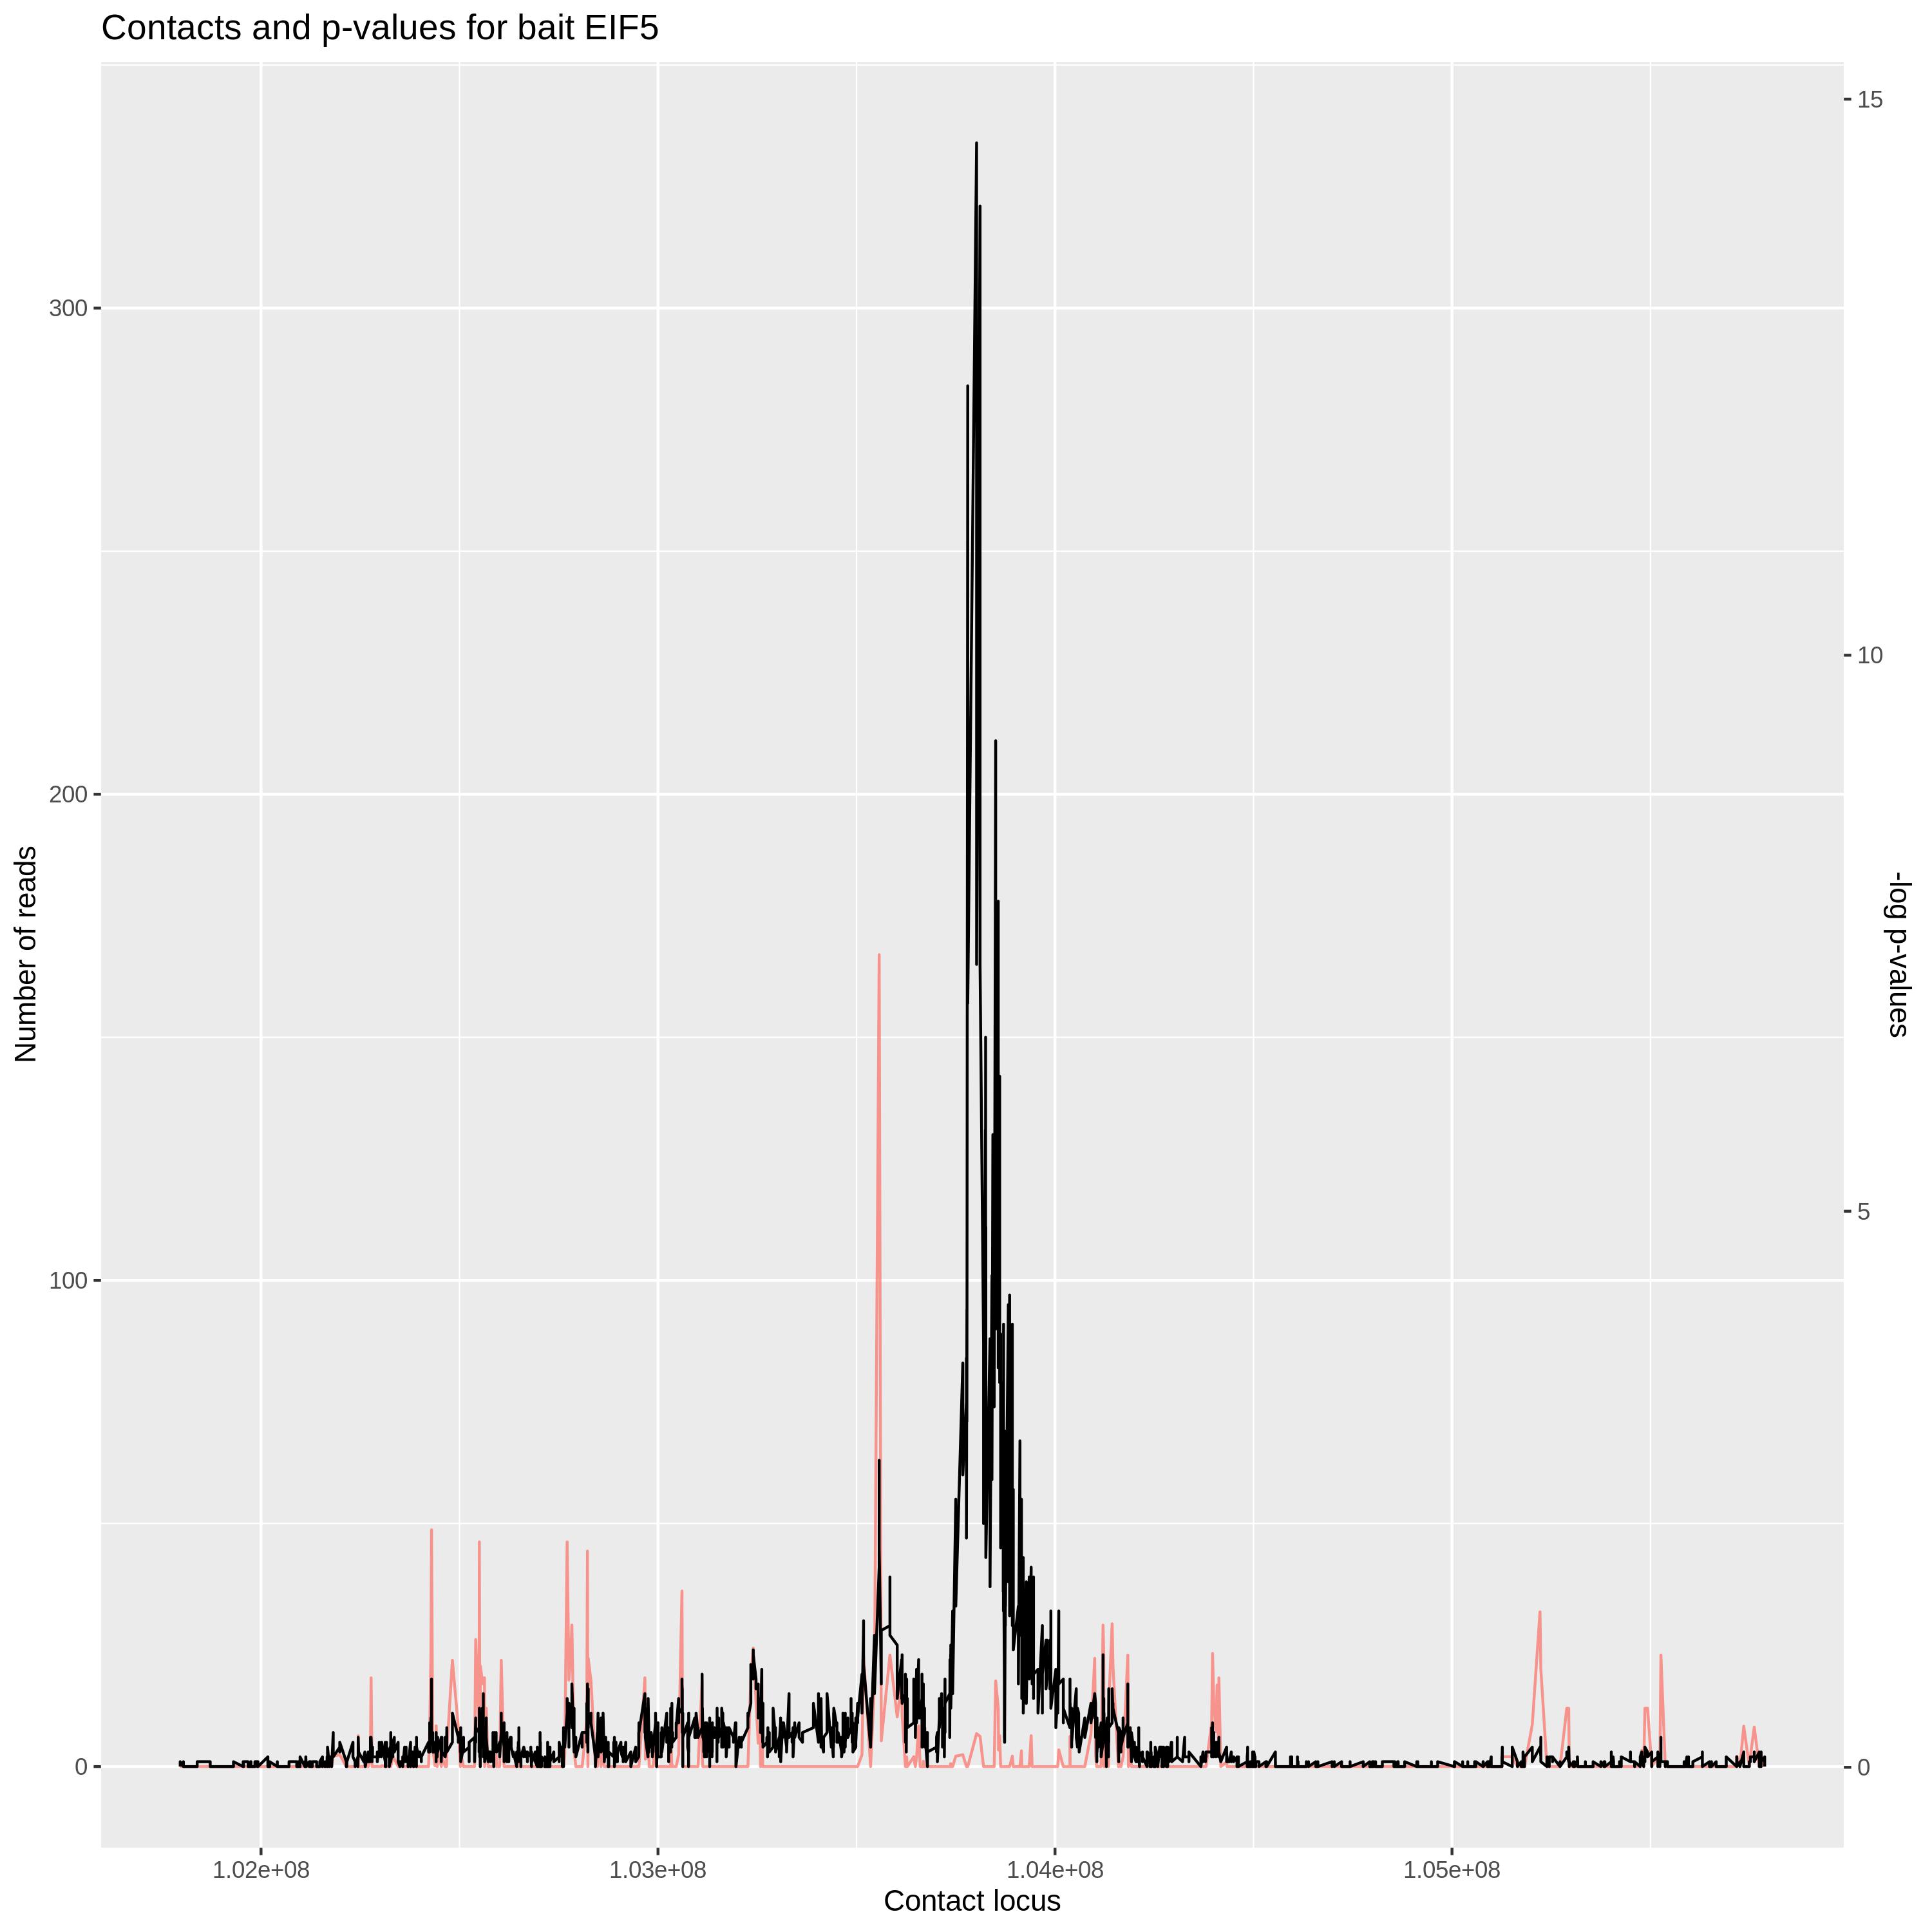 Contacts and p-values for bait EIF5
15
300
10
200
Number of reads
-log p-values
5
100
0
0
1.02e+08
1.03e+08
1.04e+08
1.05e+08
Contact locus